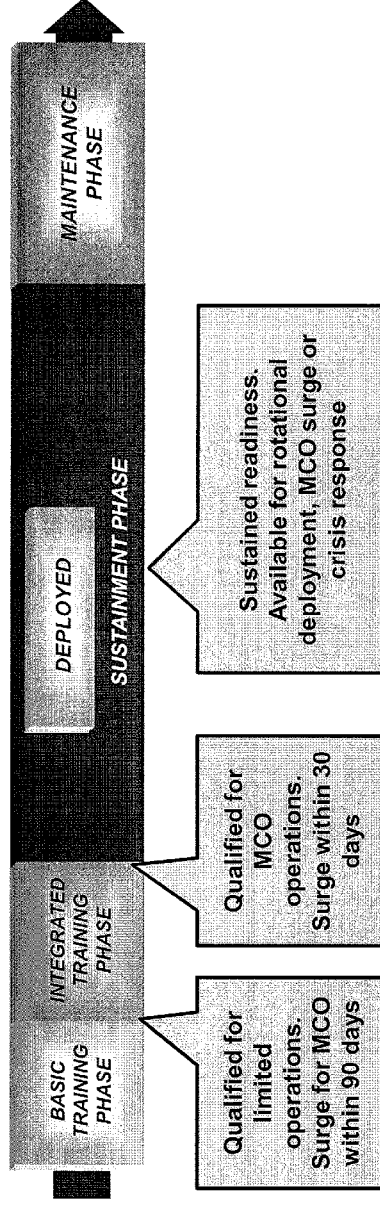 BASIC
TRAINING
PHASE
INTEGRATED
TRAINING
PHASE
DEPLOYED
SUSTAINMENT PHASE
MAINTENANCE
PHASE
Qualified for
limited
operations.
Surge for MCO
within 90 days
Qualified for
MCO
operations.
Surge within 30
days
Sustained readiness.
Available for rotational
deployment, MCO surge or
crisis response